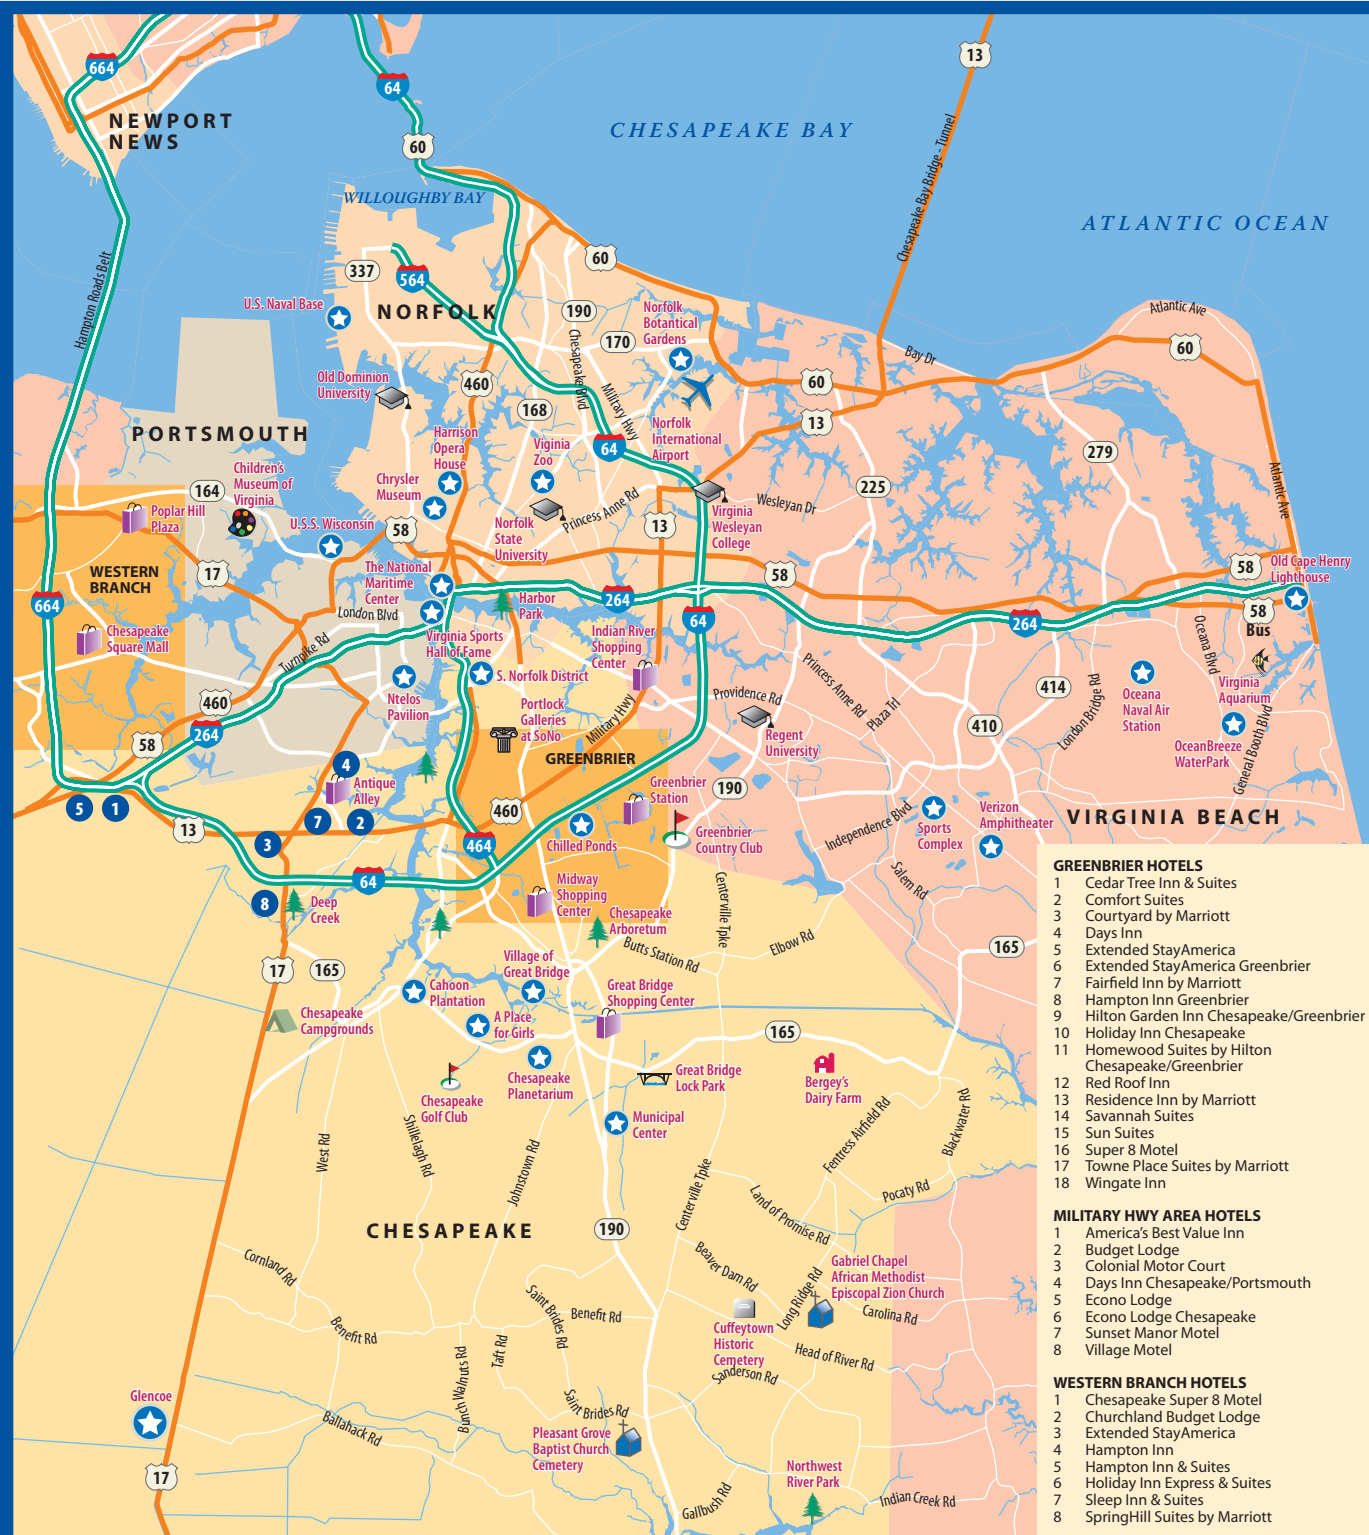 664
64
13
NEWPORT
NEWS
60
CHESAPEAKE BAY
Chesapeake Bay Bridge - Tunnel
WILLOUGHBY BAY
ATLANTIC OCEAN
Hampton Roads Belt
337
564
60
U.S. Naval Base
NORFOLK
190
Norfolk
Botanical
Gardens
170
Chesapeake Blvd
Military Hwy
Atlantic Ave
60
Bay Dr
Old Dominion
University
460
60
168
13
PORTSMOUTH
Harrison
Opera
House
Viginia
Zoo
64
Norfolk
International
Airport
279
Children's
Museum of
Virginia
Chrysler
Museum
164
225
Atlantic Ave
Poplar Hill
Plaza
U.S.S. Wisconsin
58
Norfolk
State
University
Princess Anne Rd
13
Virginia
Wesleyan
College
Wesleyan Dr
WESTERN
BRANCH
17
The National
Maritime
Center
London Blvd
58
58
Old Cape Henry
Lighthouse
664
264
Harbor
Park
64
264
58
Bus
Chesapeake
Square Mall
Turnpike Rd
Virginia Sports
Hall of Fame
Indian River
Shopping
Center
Oceana Blvd
S. Norfolk District
Ntelos
Pavilion
460
264
58
Portlock
Galleries
at SoNo
Military Hwy
Providence Rd
Princess Anne Rd
Plaza Trl
414
London Bridge Rd
Oceana
Naval Air
Station
Virginia
Aquarium
410
Regent
University
OceanBreeze
WaterPark
General Booth Blvd
GREENBRIER
4
Antique
Alley
5
1
7
2
13
3
460
Greenbrier
Station
190
Chilled Ponds
Greenbrier
Country Club
Independence Blvd
Sports
Complex
Verizon
Amphitheater
VIRGINIA BEACH
464
64
8
Deep
Creek
Midway
Shopping
Center
Chesapeake
Arboretum
Centerville Tpke
Salem Rd
Butts Station Rd
Elbow Rd
165
17
165
Village of
Great Bridge
Cahoon
Plantation
Great Bridge
Shopping Center
Chesapeake
Campgrounds
A Place
for Girls
165
Chesapeake
Planetarium
Great Bridge
Lock Park
Bergey's
Dairy Farm
Chesapeake
Golf Club
Municipal
Center
West Rd
Shillelagh Rd
Johnstown Rd
Centerville Tpke
Fentress Airfield Rd
Blackwater Rd
Pocaty Rd
Land of Promise Rd
CHESAPEAKE
190
Cornland Rd
Beaver Dam Rd
Long Ridge Rd
Gabriel Chapel
African Methodist
Episcopal Zion Church
Carolina Rd
Benefit Rd
Saint Brides Rd
Benefit Rd
Taft Rd
Bunch Walnuts Rd
Cuffeytown
Historic
Cemetery
Head of River Rd
Sanderson Rd
Glencoe
Ballahack Rd
Saint Brides Rd
Pleasant Grove
Baptist Church
Cemetery
17
Northwest
River Park
Gallbush Rd
Indian Creek Rd
GREENBRIER HOTELS
1 Cedar Tree Inn & Suites
2 Comfort Suites
3 Courtyard by Marriott
4 Days Inn
5 Extended StayAmerica
6 Extended StayAmerica Greenbrier
7 Fairfield Inn by Marriott
8 Hampton Inn Greenbrier
9 Hilton Garden Inn Chesapeake/Greenbrier
10 Holiday Inn Chesapeake
11 Homewood Suites by Hilton
Chesapeake/Greenbrier
12 Red Roof Inn
13 Residence Inn by Marriott
14 Savannah Suites
15 Sun Suites
16 Super 8 Motel
17 Towne Place Suites by Marriott
18 Wingate Inn
MILITARY HWY AREA HOTELS
1 America's Best Value Inn
2 Budget Lodge
3 Colonial Motor Court
4 Days Inn Chesapeake/Portsmouth
5 Econo Lodge
6 Econo Lodge Chesapeake
7 Sunset Manor Motel
8 Village Motel
WESTERN BRANCH HOTELS
1 Chesapeake Super 8 Motel
2 Churchland Budget Lodge
3 Extended StayAmerica
4 Hampton Inn
5 Hampton Inn & Suites
6 Holiday Inn Express & Suites
7 Sleep Inn & Suites
8 SpringHill Suites by Marriott